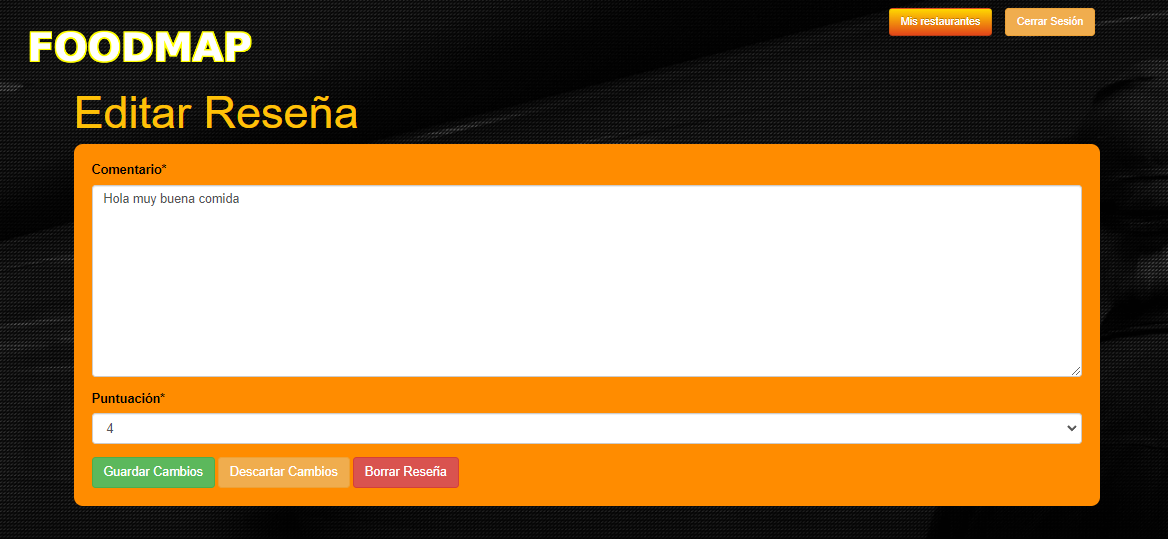 Mis restaurantes Cerrar Sesión
FOODMAP
Editar Reseña
Comentario*
Hola muy buena comida
Puntuación*
4
Guardar Cambios Descartar Cambios Borrar Reseña